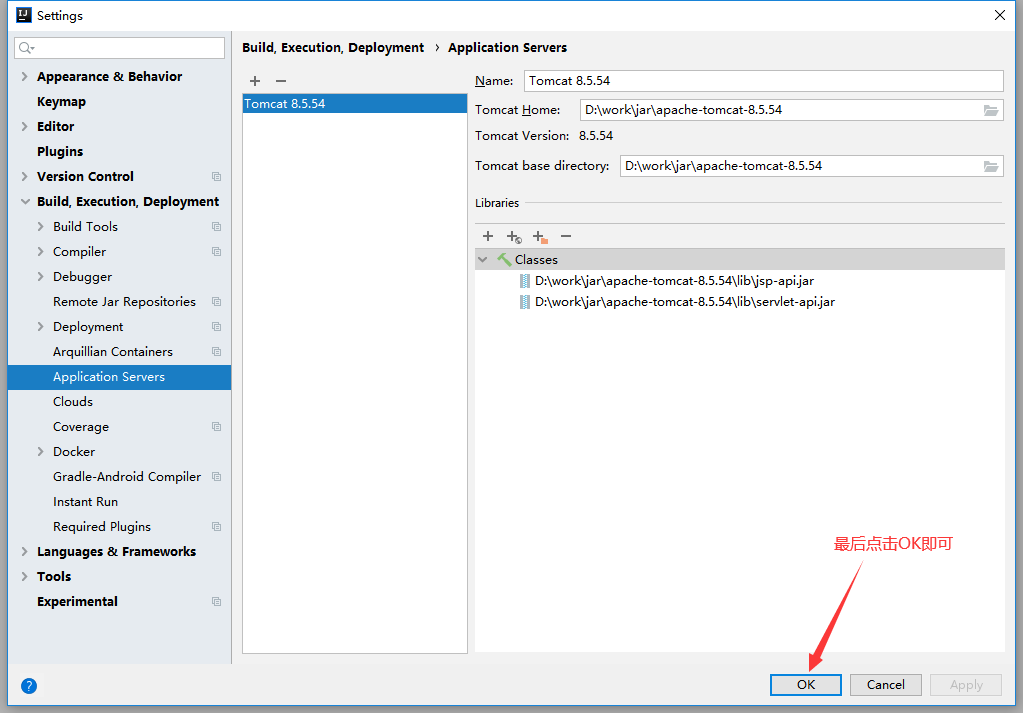 Settings
Build, Execution, Deployment › Application Servers
Appearance & Behavior
Keymap
Editor
Plugins
Version Control
Build, Execution, Deployment
Build Tools
Compiler
Debugger
Remote Jar Repositories
Deployment
Arquillian Containers
Application Servers
Clouds
Coverage
Docker
Gradle-Android Compiler
Instant Run
Required Plugins
Languages & Frameworks
Tools
Experimental
Tomcat 8.5.54
Name: Tomcat 8.5.54
Tomcat Home: D:\work\jar\apache-tomcat-8.5.54
Tomcat Version: 8.5.54
Tomcat base directory: D:\work\jar\apache-tomcat-8.5.54
Libraries
Classes
D:\work\jar\apache-tomcat-8.5.54\lib\jsp-api.jar
D:\work\jar\apache-tomcat-8.5.54\lib\servlet-api.jar
最后点击OK即可
? OK Cancel Apply